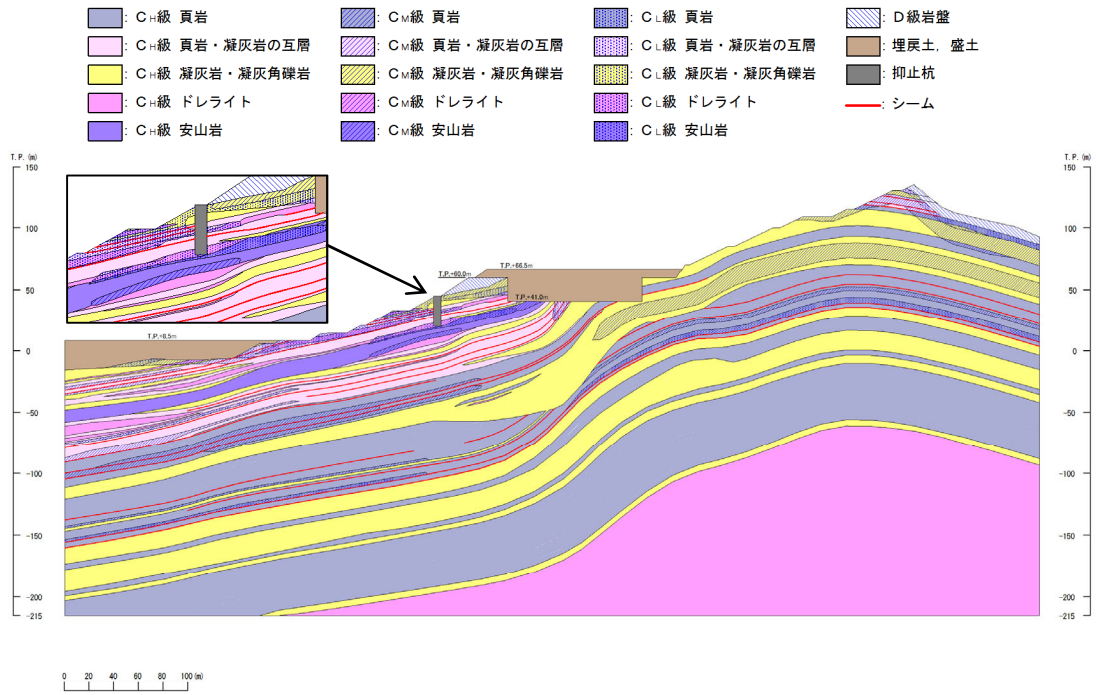 : CH級 頁岩 : CM級 頁岩 : CL級 頁岩 : D級岩盤
: CH級 頁岩・凝灰岩の互層 : CM級 頁岩・凝灰岩の互層 : CL級 頁岩・凝灰岩の互層 : 埋戻土，盛土
: CH級 凝灰岩・凝灰角礫岩 : CM級 凝灰岩・凝灰角礫岩 : CL級 凝灰岩・凝灰角礫岩 : 抑止杭
: CH級 ドレライト : CM級 ドレライト : CL級 ドレライト : シーム
: CH級 安山岩 : CM級 安山岩 : CL級 安山岩
T.P. (m) T.P. (m)
150 150
100 100
T.P.+66.5m
T.P.+60.0m
50 T.P.+41.0m 50
T.P.+8.5m
0 0
-50 -50
-100 -100
-150 -150
-200 -200
-215 -215
0 20 40 60 80 100 (m)